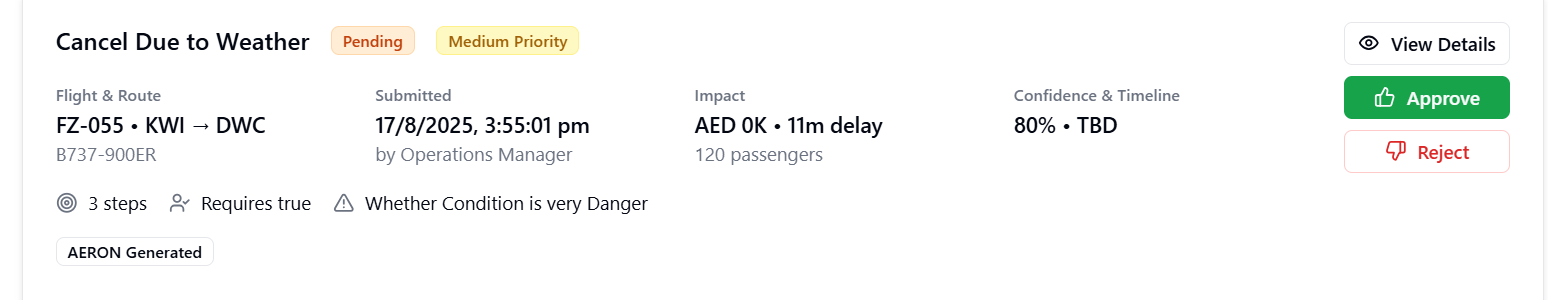 Cancel Due to Weather Pending Medium Priority
View Details
Approve
Reject
Flight & Route Submitted Impact Confidence & Timeline
FZ-055 • KWI → DWC 17/8/2025, 3:55:01 pm AED 0K • 11m delay 80% • TBD
B737-900ER by Operations Manager 120 passengers
3 steps Requires true Whether Condition is very Danger
AERON Generated